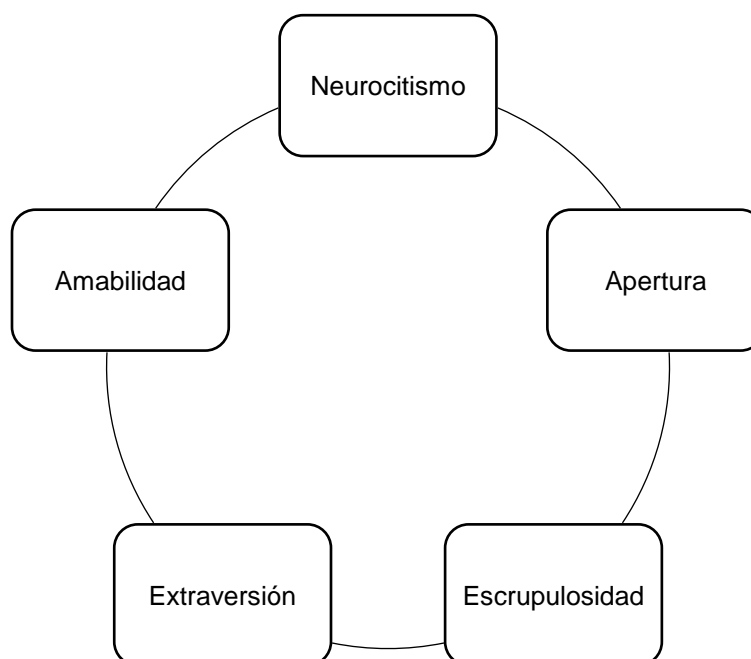 Neurocitismo
Amabilidad
Apertura
Extraversión
Escrupulosidad